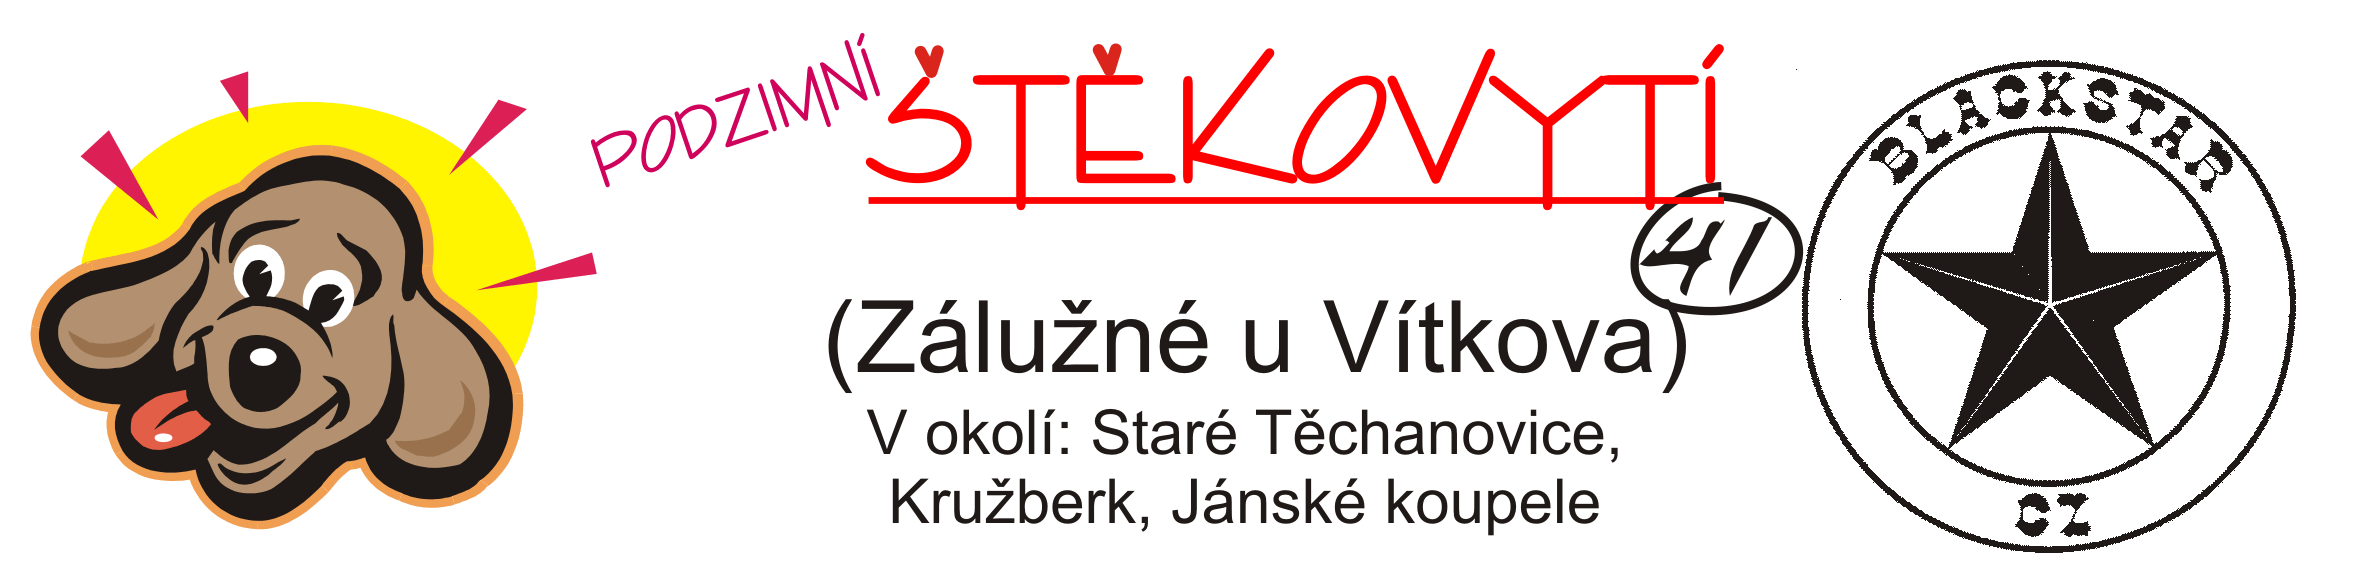 PODZIMNÍ
ŠTĚKOVYTÍ
41
(Zálužné u Vítkova)
V okolí: Staré Těchanovice,
Kružberk, Jánské koupele
BLACKSTAR
CZ